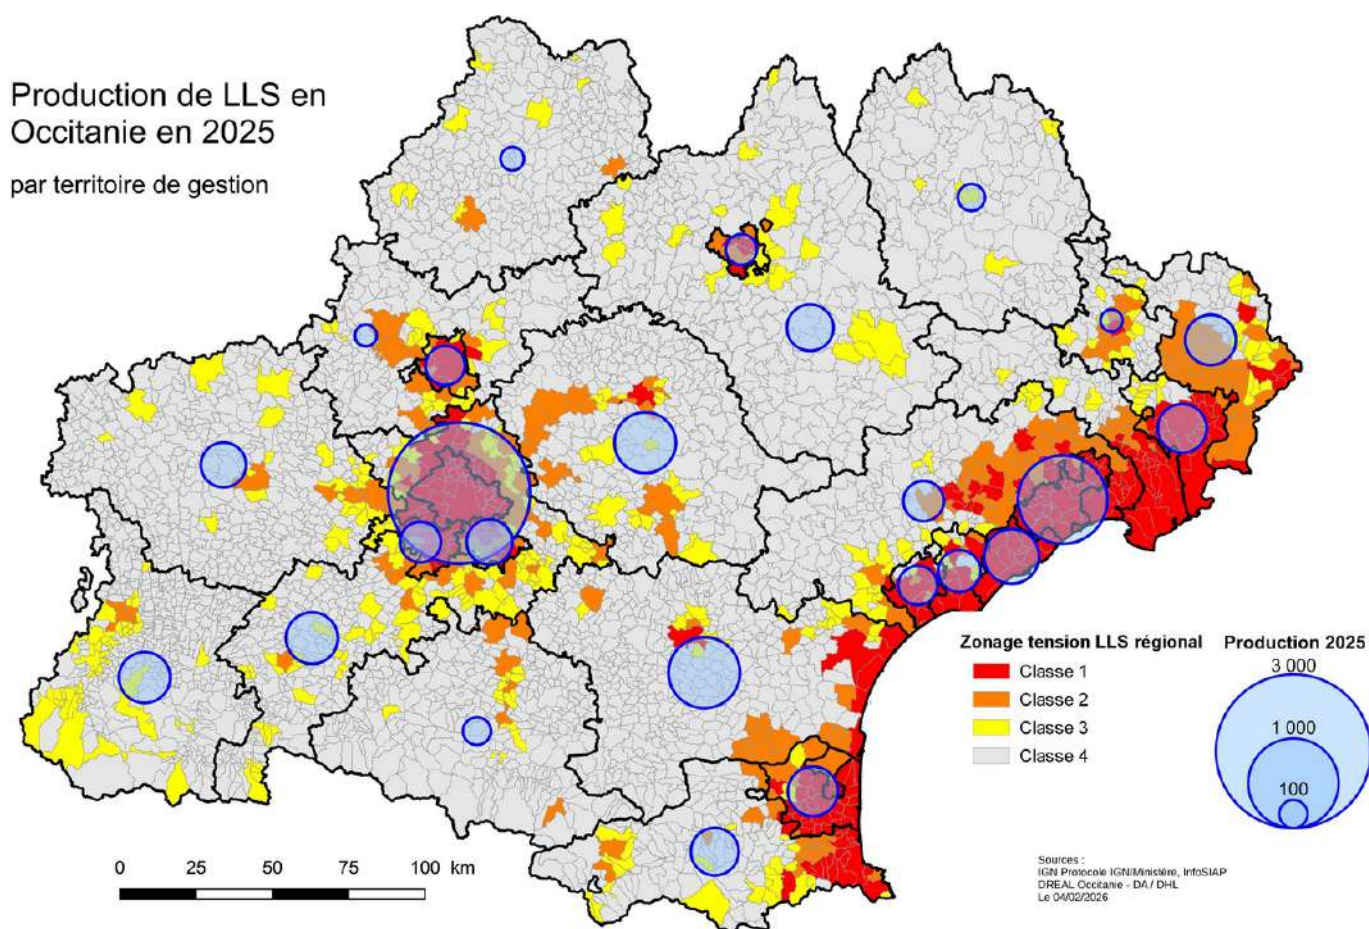 Production de LLS en
Occitanie en 2025
par territoire de gestion
Zonage tension LLS régional
Classe 1
Classe 2
Classe 3
Classe 4
Production 2025
3 000
1 000
100
0 25 50 75 100 km
Sources :
IGN Protocole IGN/Ministère, InfoSIAP
DREAL Occitanie - DA / DHL
Le 04/02/2026